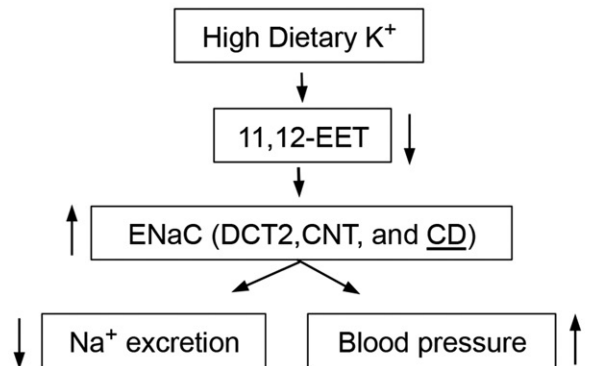 High Dietary K⁺
11,12-EET
ENaC (DCT2,CNT, and CD)
Na⁺ excretion
Blood pressure